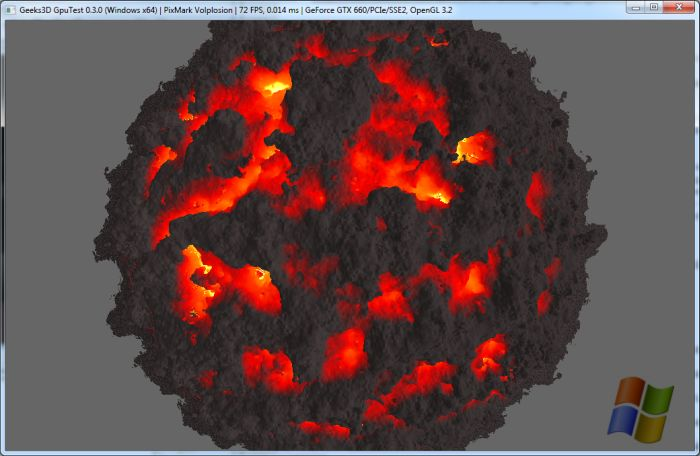 Geeks3D GpuTest 0.3.0 (Windows x64) | PixMark Volplosion | 72 FPS, 0.014 ms | GeForce GTX 660/PCIe/SSE2, OpenGL 3.2